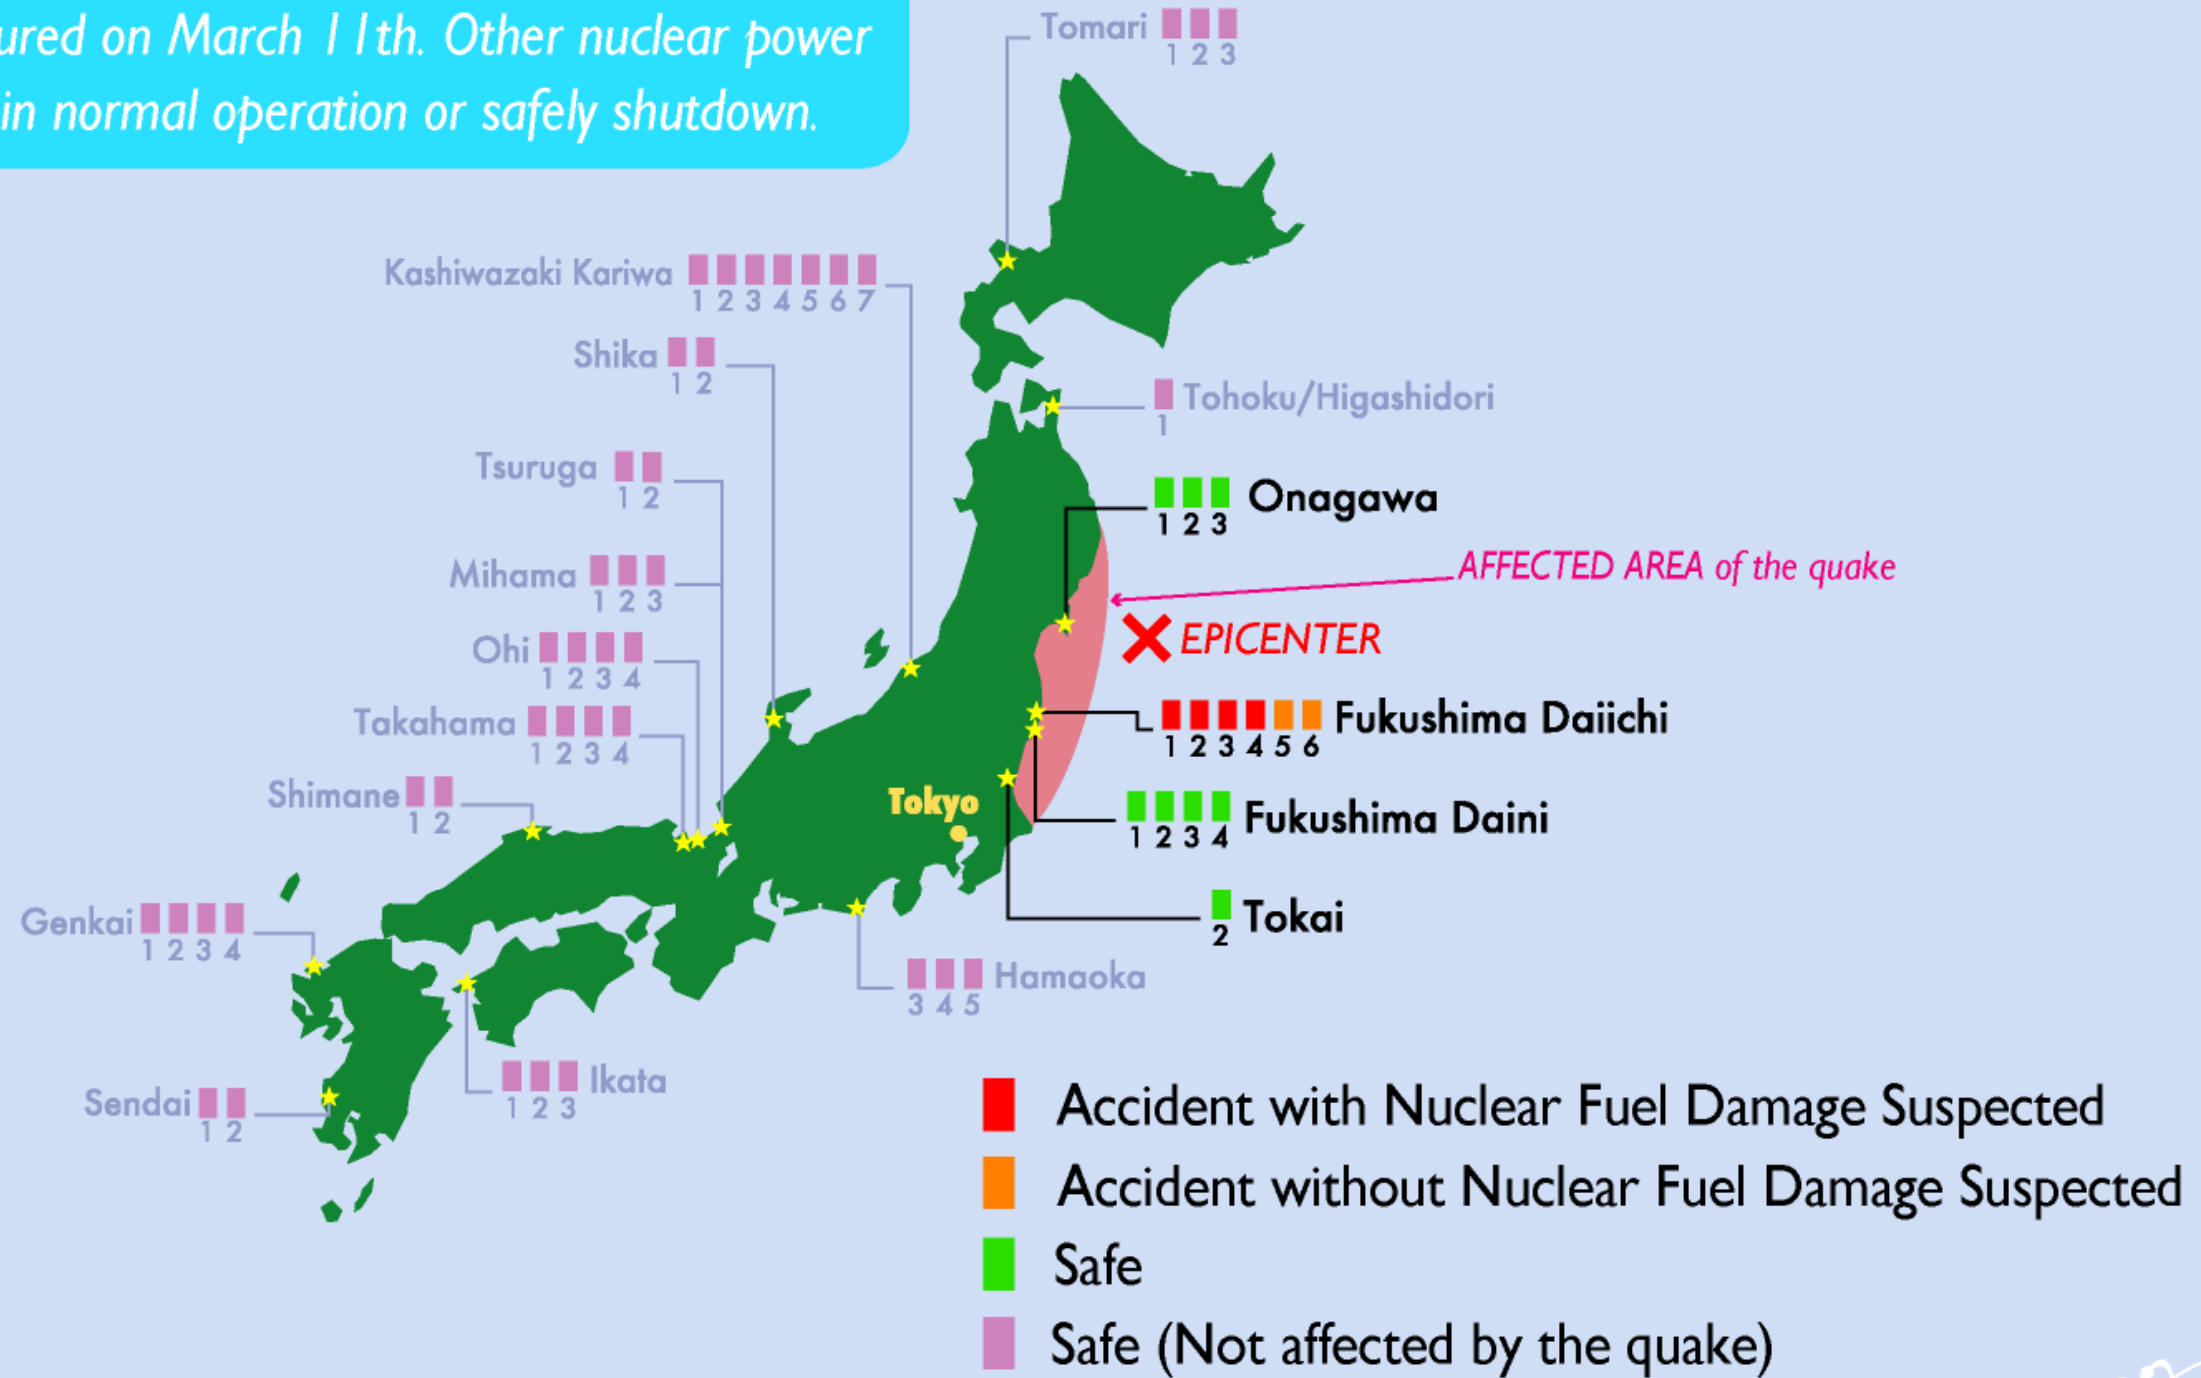 ured on March 11th. Other nuclear power
in normal operation or safely shutdown.
Tomari
1 2 3
Kashiwazaki Kariwa
1 2 3 4 5 6 7
Shika
1 2
Tohoku/Higashidori
1
Tsuruga
1 2
Onagawa
1 2 3
AFFECTED AREA of the quake
Mihama
1 2 3
EPICENTER
Ohi
1 2 3 4
Takahama
1 2 3 4
Fukushima Daiichi
1 2 3 4 5 6
Shimane
1 2
Tokyo
Fukushima Daini
1 2 3 4
Genkai
1 2 3 4
Tokai
2
Hamaoka
3 4 5
Ikata
1 2 3
Sendai
1 2
Accident with Nuclear Fuel Damage Suspected
Accident without Nuclear Fuel Damage Suspected
Safe
Safe (Not affected by the quake)